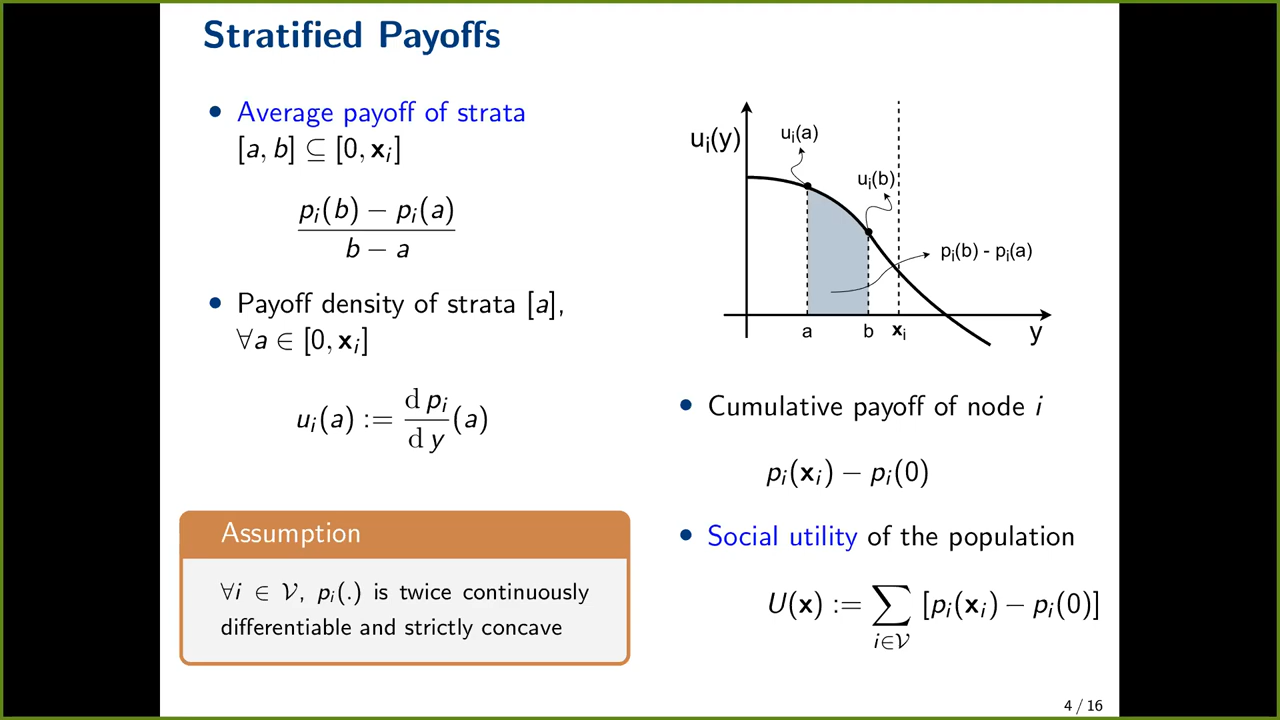 Stratified Payoffs
• Average payoff of strata
[a, b] ⊆ [0, xᵢ]
pᵢ(b) − pᵢ(a)
b − a
• Payoff density of strata [a],
∀a ∈ [0, xᵢ]
uᵢ(a) := d pᵢ / d y (a)
Assumption
∀i ∈ 𝒱, pᵢ(.) is twice continuously
differentiable and strictly concave
uᵢ(y)
uᵢ(a)
uᵢ(b)
pᵢ(b) - pᵢ(a)
a b xᵢ y
• Cumulative payoff of node i
pᵢ(xᵢ) − pᵢ(0)
• Social utility of the population
U(x) := ∑ [pᵢ(xᵢ) − pᵢ(0)]
i∈𝒱
4 / 16